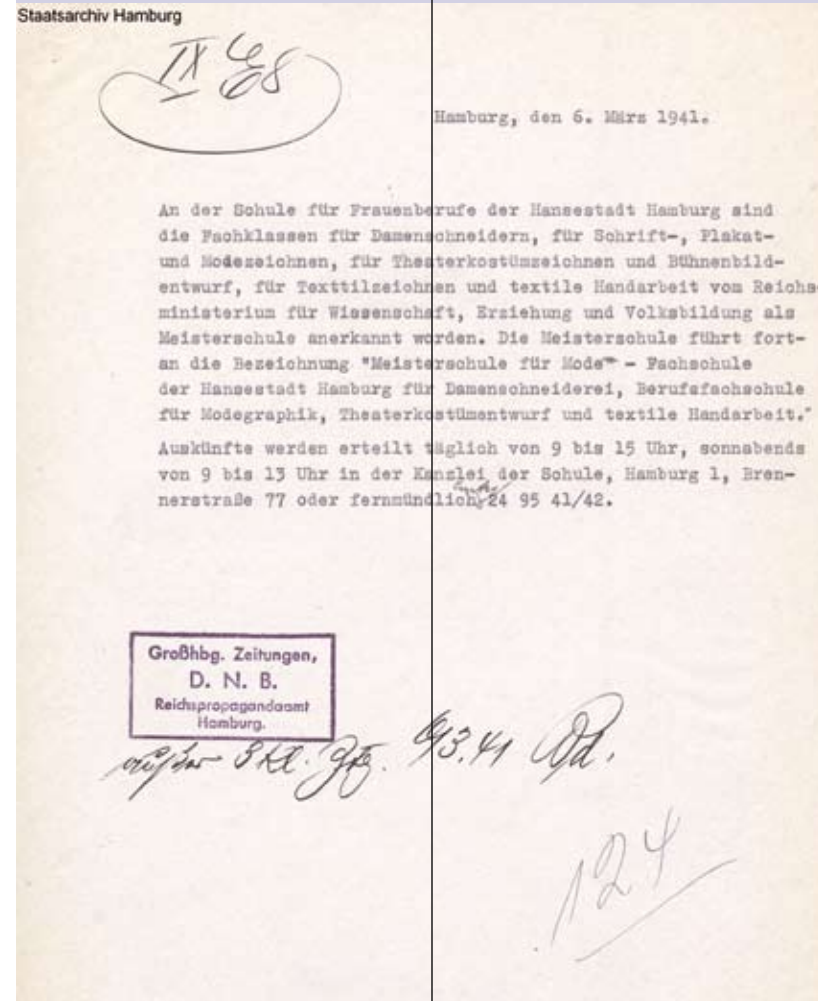 Staatsarchiv Hamburg
IX E8
Hamburg, den 6. März 1941.
An der Schule für Frauenberufe der Hansestadt Hamburg sind
die Fachklassen für Damenschneidern, für Schrift-, Plakat-
und Modezeichnen, für Theaterkostümzeichnen und Bühnenbild-
entwurf, für Texttilzeichnen und textile Handarbeit vom Reichs-
ministerium für Wissenschaft, Erziehung und Volksbildung als
Meisterschule anerkannt worden. Die Meisterschule führt fort-
an die Bezeichnung "Meisterschule für Mode" - Fachschule
der Hansestadt Hamburg für Damenschneiderei, Berufsfachschule
für Modegraphik, Theaterkostümentwurf und textile Handarbeit."
Auskünfte werden erteilt täglich von 9 bis 15 Uhr, sonnabends
von 9 bis 13 Uhr in der Kanzlei der Schule, Hamburg 1, Bren-
nerstraße 77 oder fernmündlich 24 95 41/42.
Großhbg. Zeitungen,
D. N. B.
Reichspropagandaamt
Hamburg.
3.41
124